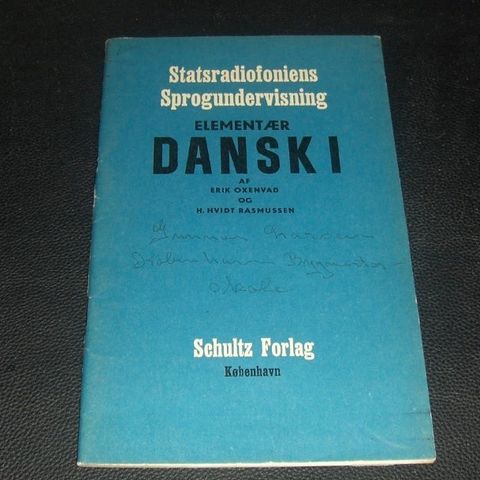 Statsradiofoniens
Sprogundervisning
ELEMENTÆR
DANSK I
AF
ERIK OXENVAD
OG
H. HVIDT RASMUSSEN
Schultz Forlag
København